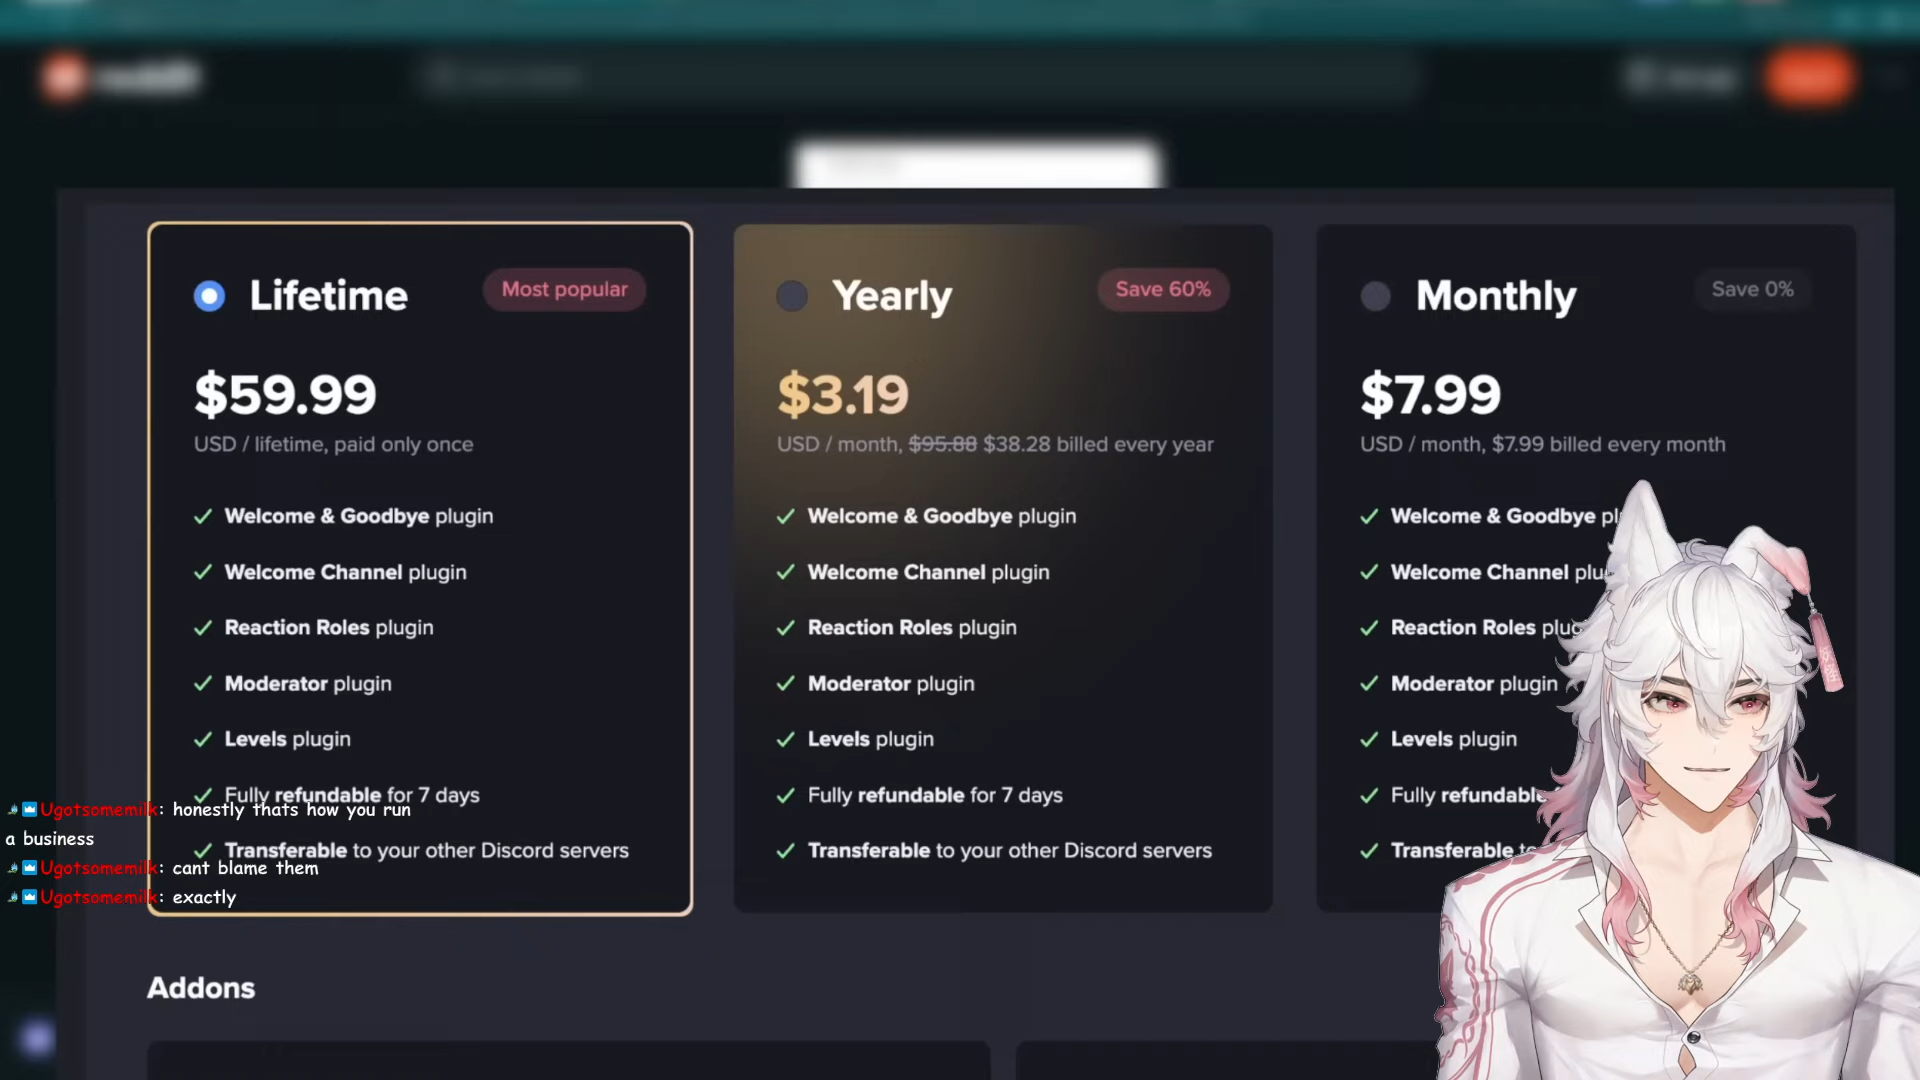 Lifetime
Most popular
$59.99
USD / lifetime, paid only once
Welcome & Goodbye plugin
Welcome Channel plugin
Reaction Roles plugin
Moderator plugin
Levels plugin
Fully refundable for 7 days
Transferable to your other Discord servers
Yearly
Save 60%
$3.19
USD / month, $95.88 $38.28 billed every year
Welcome & Goodbye plugin
Welcome Channel plugin
Reaction Roles plugin
Moderator plugin
Levels plugin
Fully refundable for 7 days
Transferable to your other Discord servers
Monthly
Save 0%
$7.99
USD / month, $7.99 billed every month
Welcome & Goodbye
Welcome Channel
Reaction Roles
Moderator plugin
Levels plugin
Fully refundable
Transferable
Ugotsomemilk: honestly thats how you run
a business
Ugotsomemilk: cant blame them
Ugotsomemilk: exactly
Addons